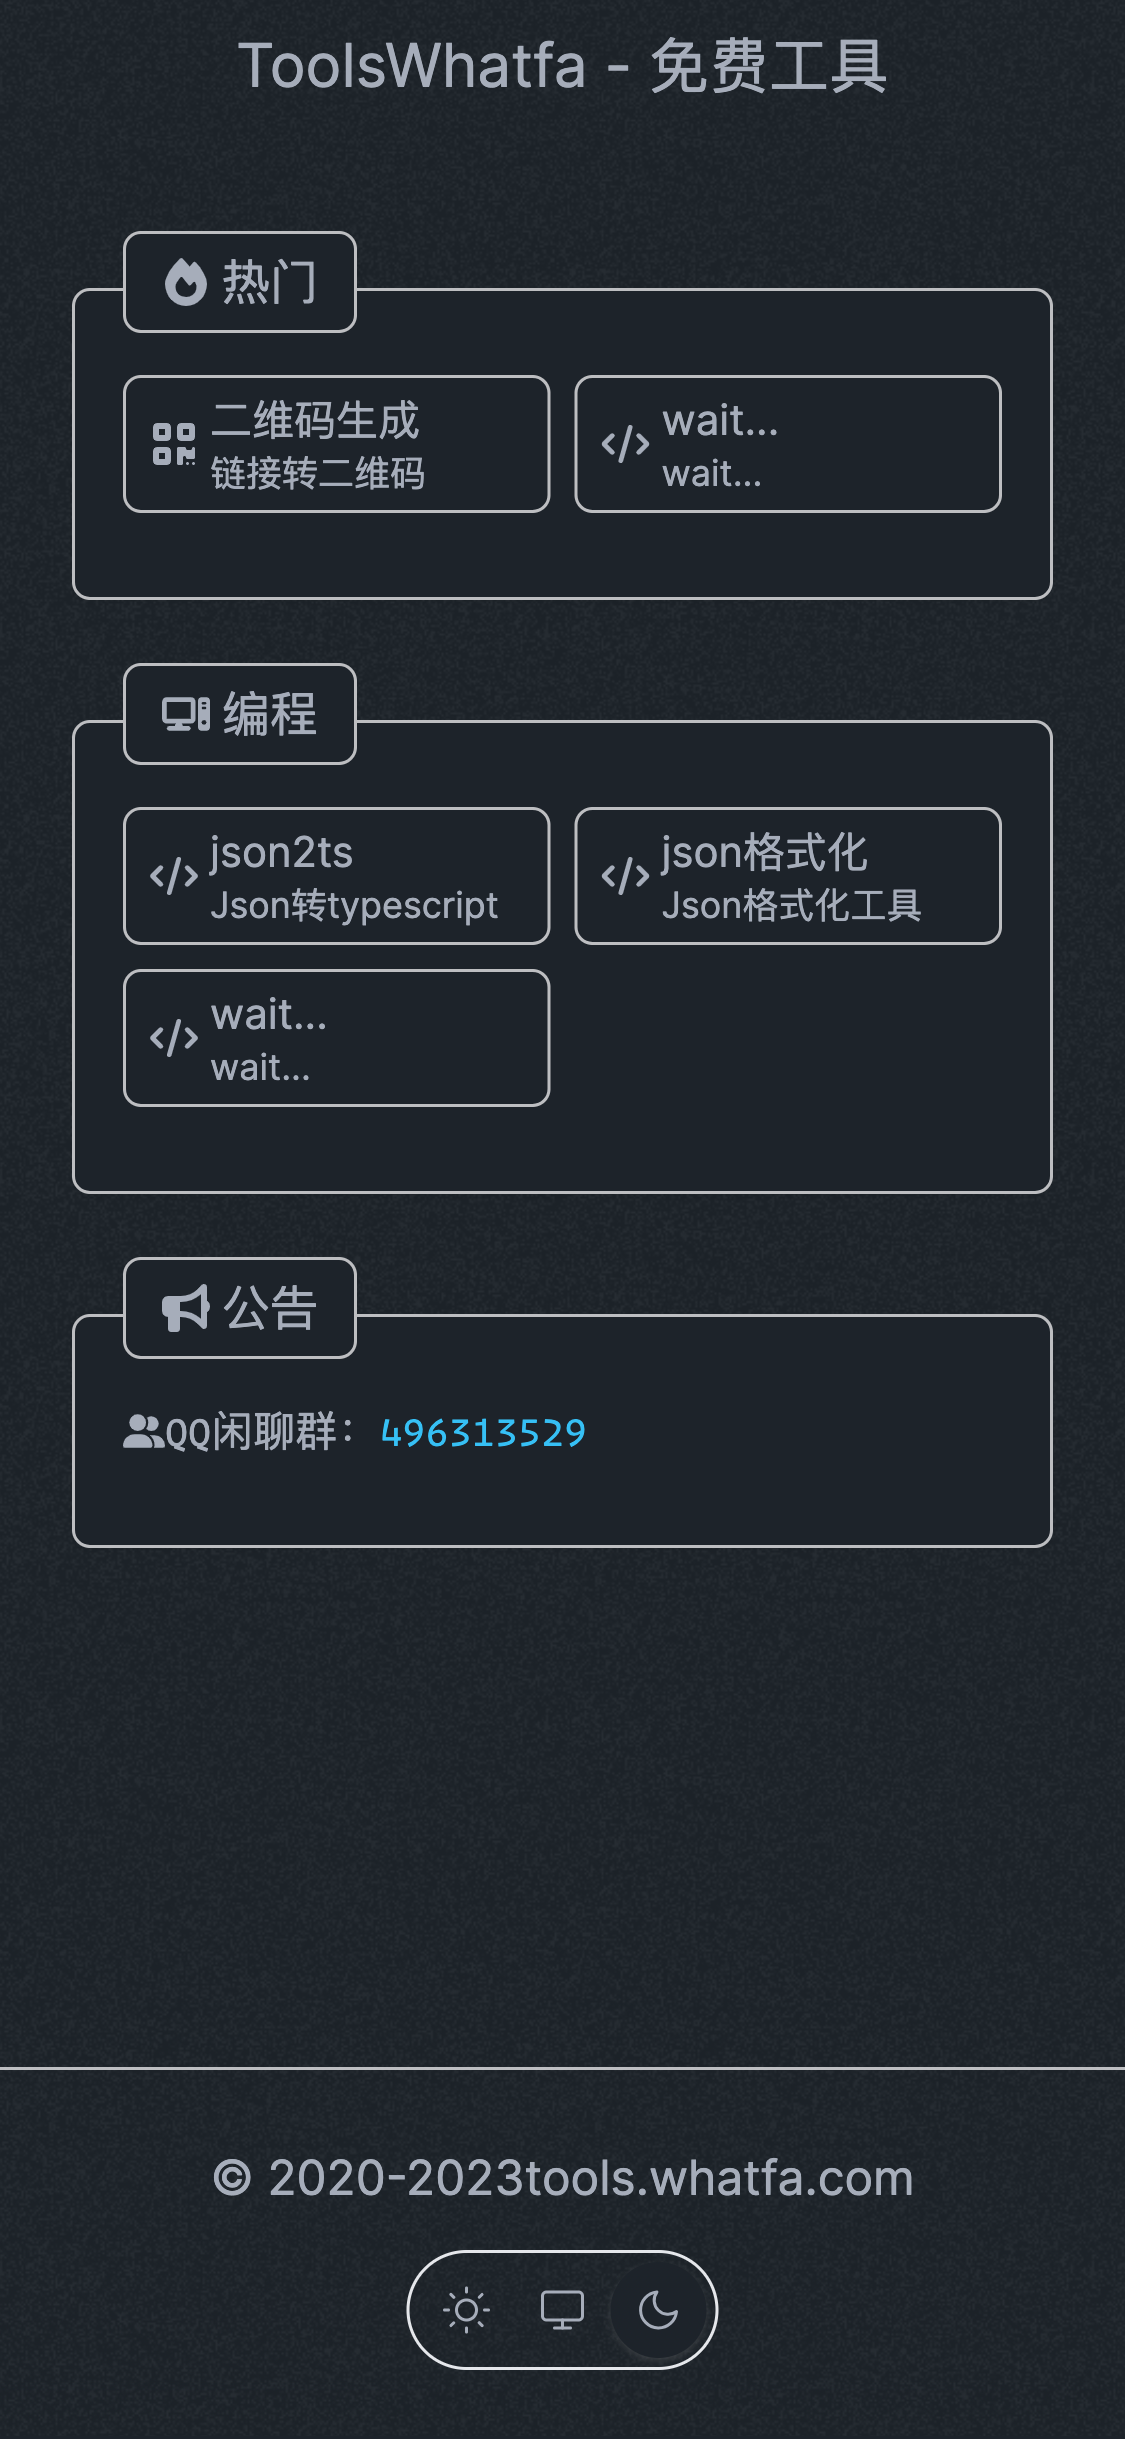 ToolsWhatfa - 免费工具
热门
二维码生成
链接转二维码
wait...
wait...
编程
json2ts
Json转typescript
json格式化
Json格式化工具
wait...
wait...
公告
QQ闲聊群：496313529
© 2020-2023tools.whatfa.com